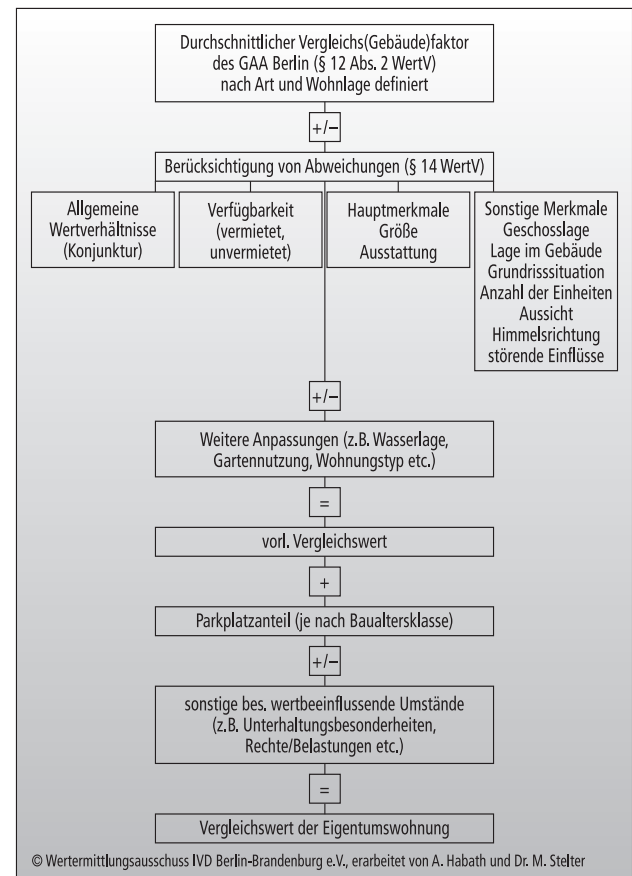 Durchschnittlicher Vergleichs(Gebäude)faktor
des GAA Berlin (§ 12 Abs. 2 WertV)
nach Art und Wohnlage definiert
+/–
Berücksichtigung von Abweichungen (§ 14 WertV)
Allgemeine
Wertverhältnisse
(Konjunktur)
Verfügbarkeit
(vermietet,
unvermietet)
Hauptmerkmale
Größe
Ausstattung
Sonstige Merkmale
Geschosslage
Lage im Gebäude
Grundrisssituation
Anzahl der Einheiten
Aussicht
Himmelsrichtung
störende Einflüsse
+/–
Weitere Anpassungen (z.B. Wasserlage,
Gartennutzung, Wohnungstyp etc.)
=
vorl. Vergleichswert
+
Parkplatzanteil (je nach Baualtersklasse)
+/–
sonstige bes. wertbeeinflussende Umstände
(z.B. Unterhaltungsbesonderheiten,
Rechte/Belastungen etc.)
=
Vergleichswert der Eigentumswohnung
© Wertermittlungsausschuss IVD Berlin-Brandenburg e.V., erarbeitet von A. Habath und Dr. M. Stelter